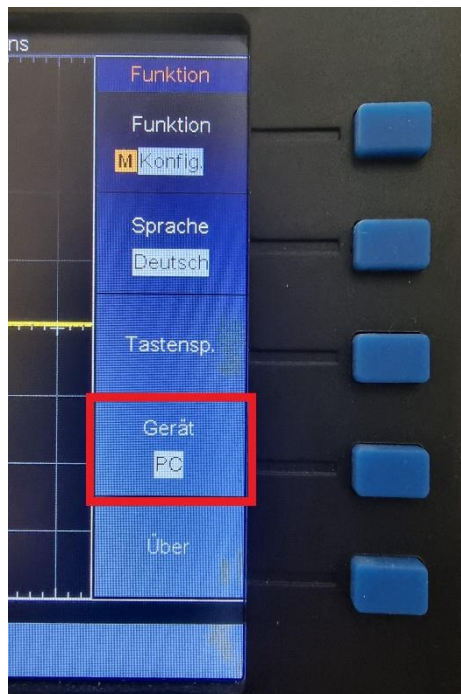 ns
Funktion
Funktion
M Konfig.
Sprache
Deutsch
Tastensp.
Gerät
PC
Über